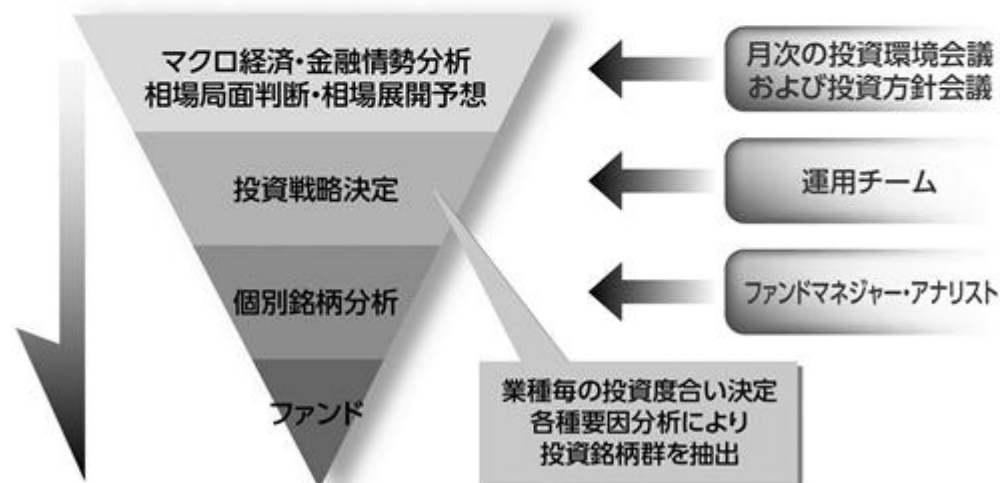 マクロ経済・金融情勢分析
相場局面判断・相場展開予想
月次の投資環境会議
および投資方針会議
投資戦略決定
運用チーム
個別銘柄分析
ファンドマネジャー・アナリスト
ファンド
業種毎の投資度合い決定
各種要因分析により
投資銘柄群を抽出